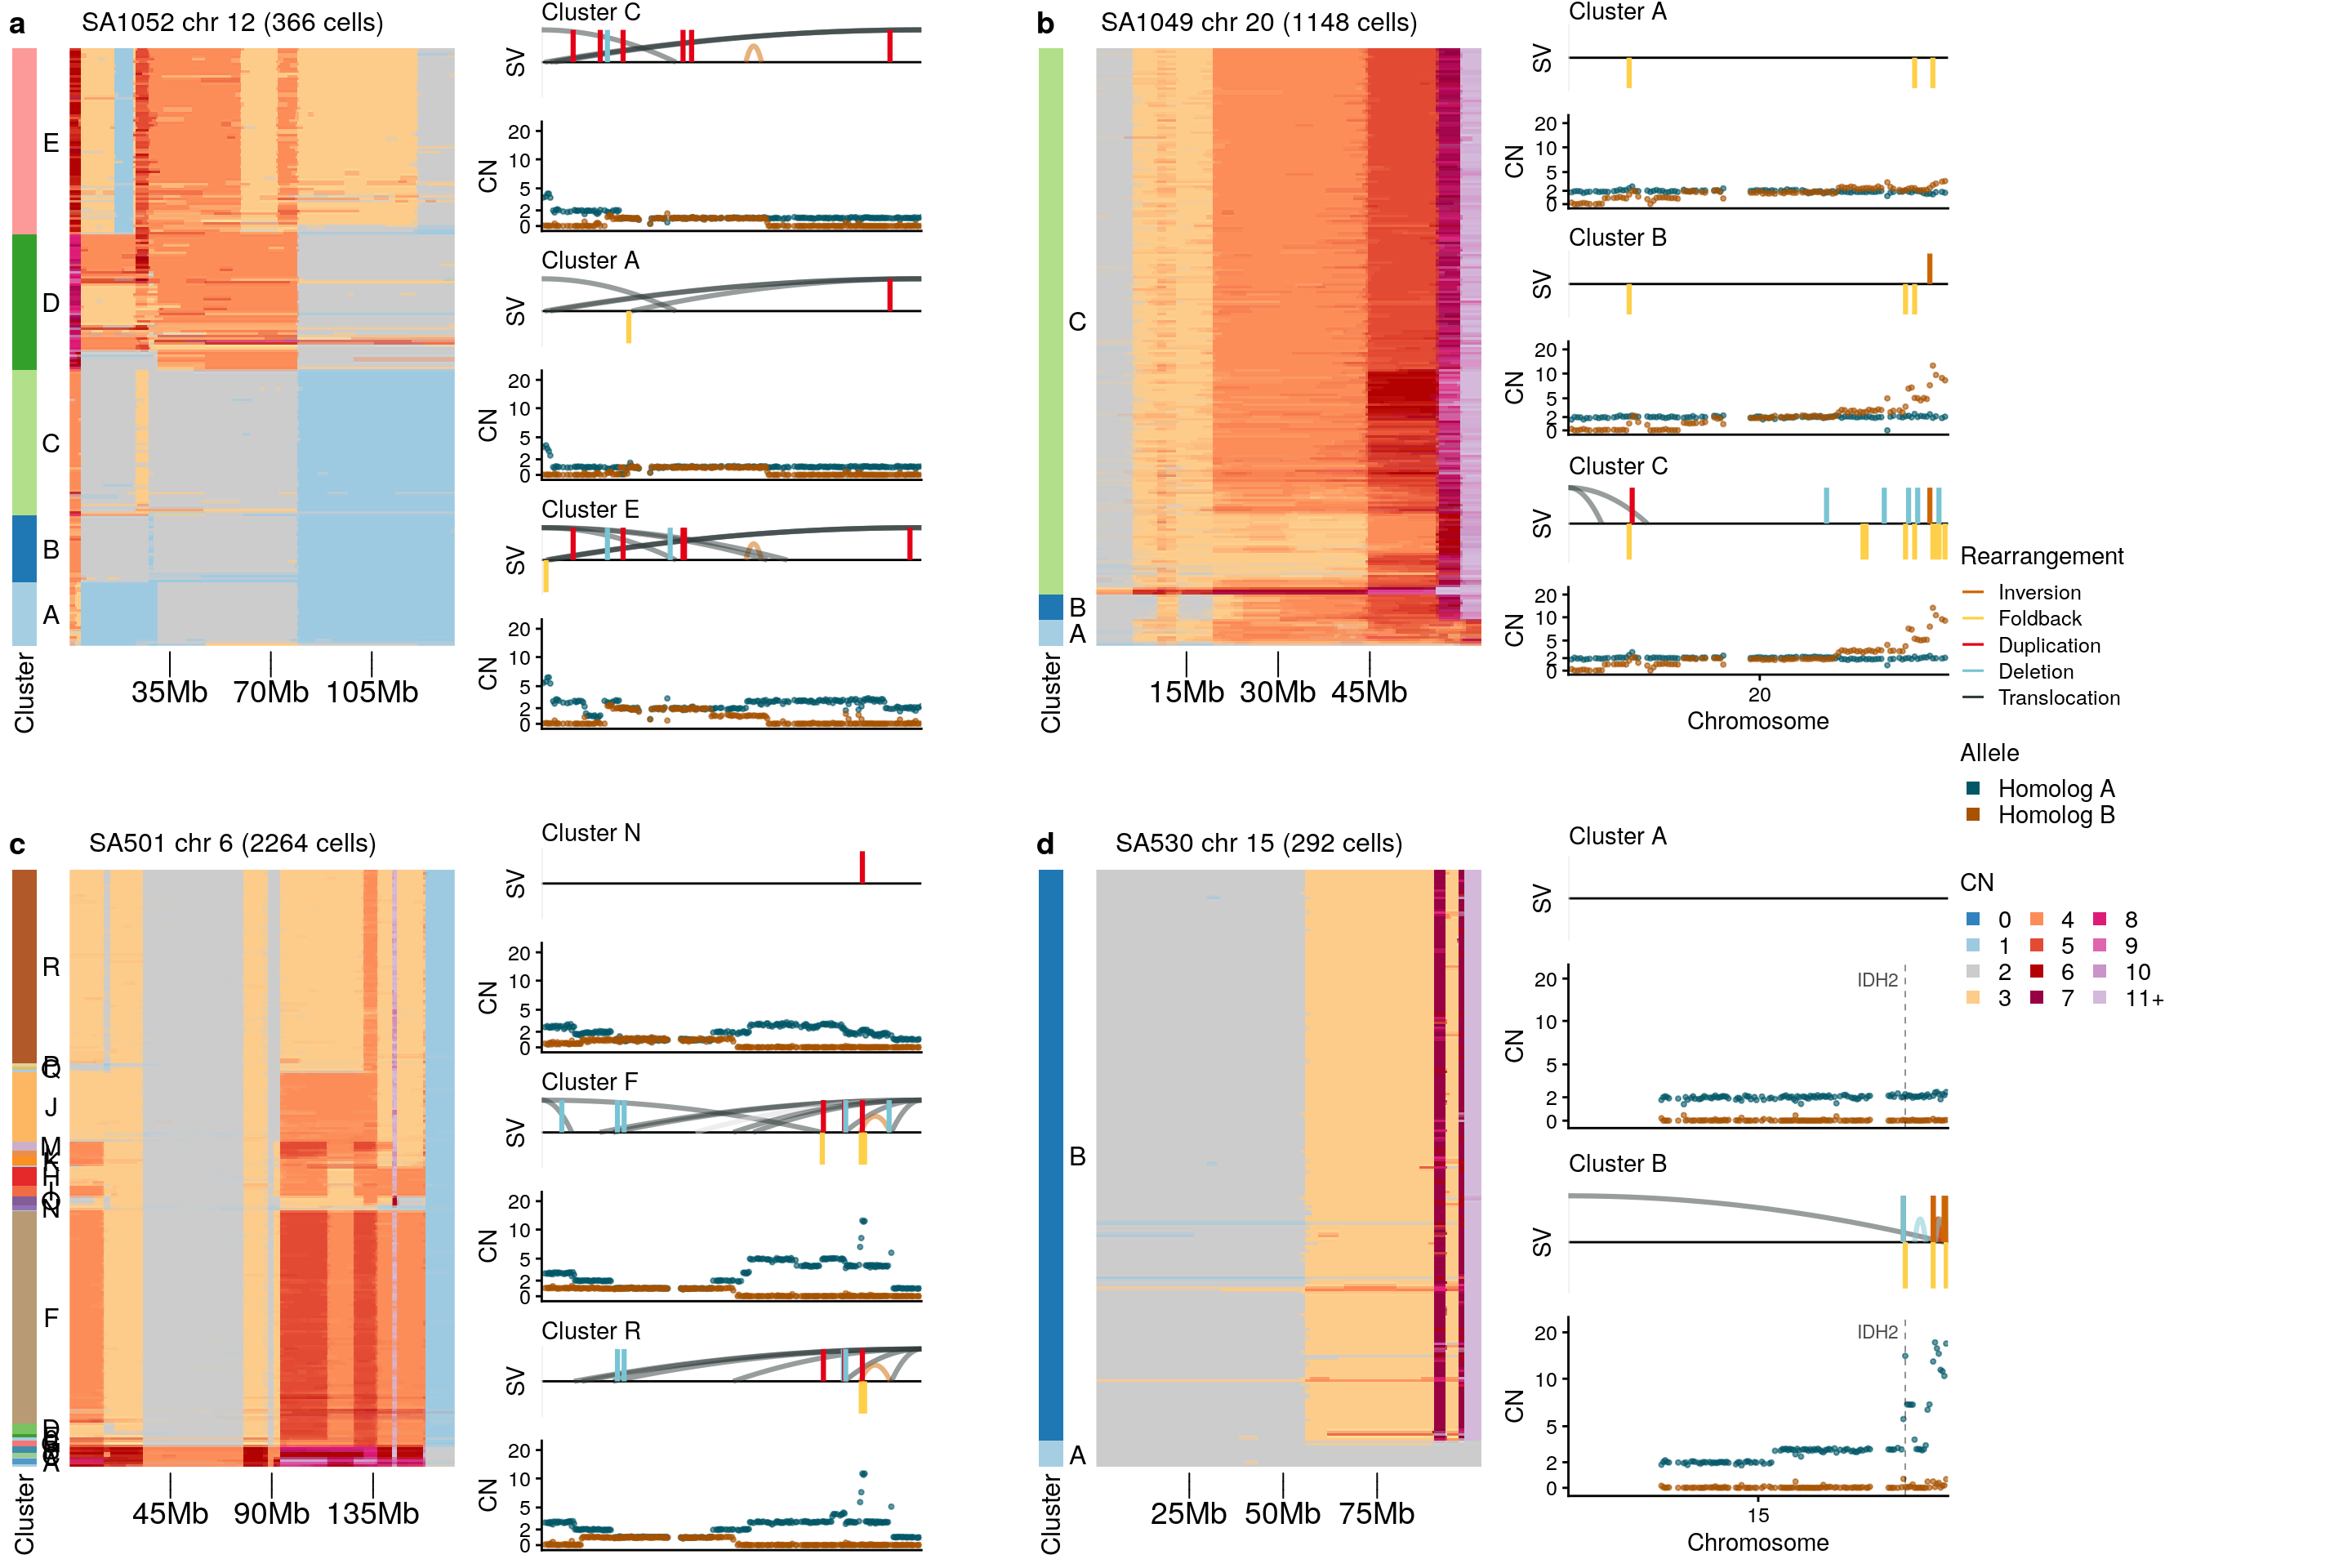 a
SA1052 chr 12 (366 cells)
E
D
C
B
A
Cluster
35Mb 70Mb 105Mb
Cluster C
SV
20
10
5
2
0
CN
Cluster A
SV
20
10
5
2
0
CN
Cluster E
SV
20
10
5
2
0
CN
b
SA1049 chr 20 (1148 cells)
C
B
A
Cluster
15Mb 30Mb 45Mb
Cluster A
SV
20
10
5
2
0
CN
Cluster B
SV
20
10
5
2
0
CN
Cluster C
SV
20
10
5
2
0
CN
20
Chromosome
Rearrangement
Inversion
Foldback
Duplication
Deletion
Translocation
Allele
Homolog A
Homolog B
CN
0 4 8
1 5 9
2 6 10
3 7 11+
c
SA501 chr 6 (2264 cells)
R
Q
J
M
K
H
N
F
D
A
Cluster
45Mb 90Mb 135Mb
Cluster N
SV
20
10
5
2
0
CN
Cluster F
SV
20
10
5
2
0
CN
Cluster R
SV
20
10
5
2
0
CN
d
SA530 chr 15 (292 cells)
B
A
Cluster
25Mb 50Mb 75Mb
Cluster A
SV
20
10
5
2
0
CN
IDH2
Cluster B
SV
20
10
5
2
0
CN
IDH2
15
Chromosome